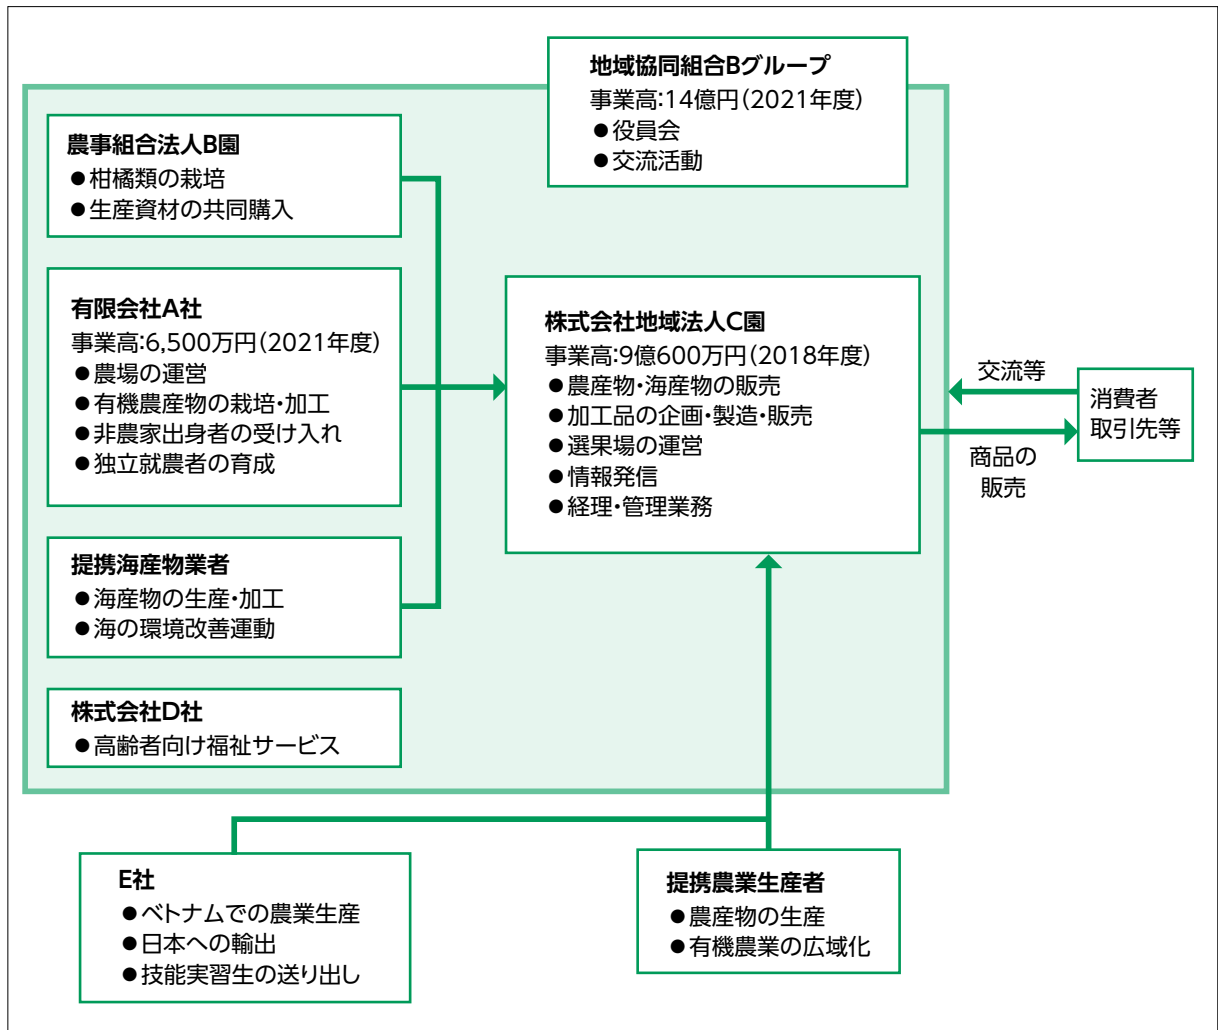 地域協同組合Bグループ
事業高:14億円(2021年度)
●役員会
●交流活動
農事組合法人B園
●柑橘類の栽培
●生産資材の共同購入
有限会社A社
事業高:6,500万円(2021年度)
●農場の運営
●有機農産物の栽培・加工
●非農家出身者の受け入れ
●独立就農者の育成
提携海産物業者
●海産物の生産・加工
●海の環境改善運動
株式会社D社
●高齢者向け福祉サービス
株式会社地域法人C園
事業高:9億600万円(2018年度)
●農産物・海産物の販売
●加工品の企画・製造・販売
●選果場の運営
●情報発信
●経理・管理業務
交流等
商品の
販売
消費者
取引先等
E社
●ベトナムでの農業生産
●日本への輸出
●技能実習生の送り出し
提携農業生産者
●農産物の生産
●有機農業の広域化